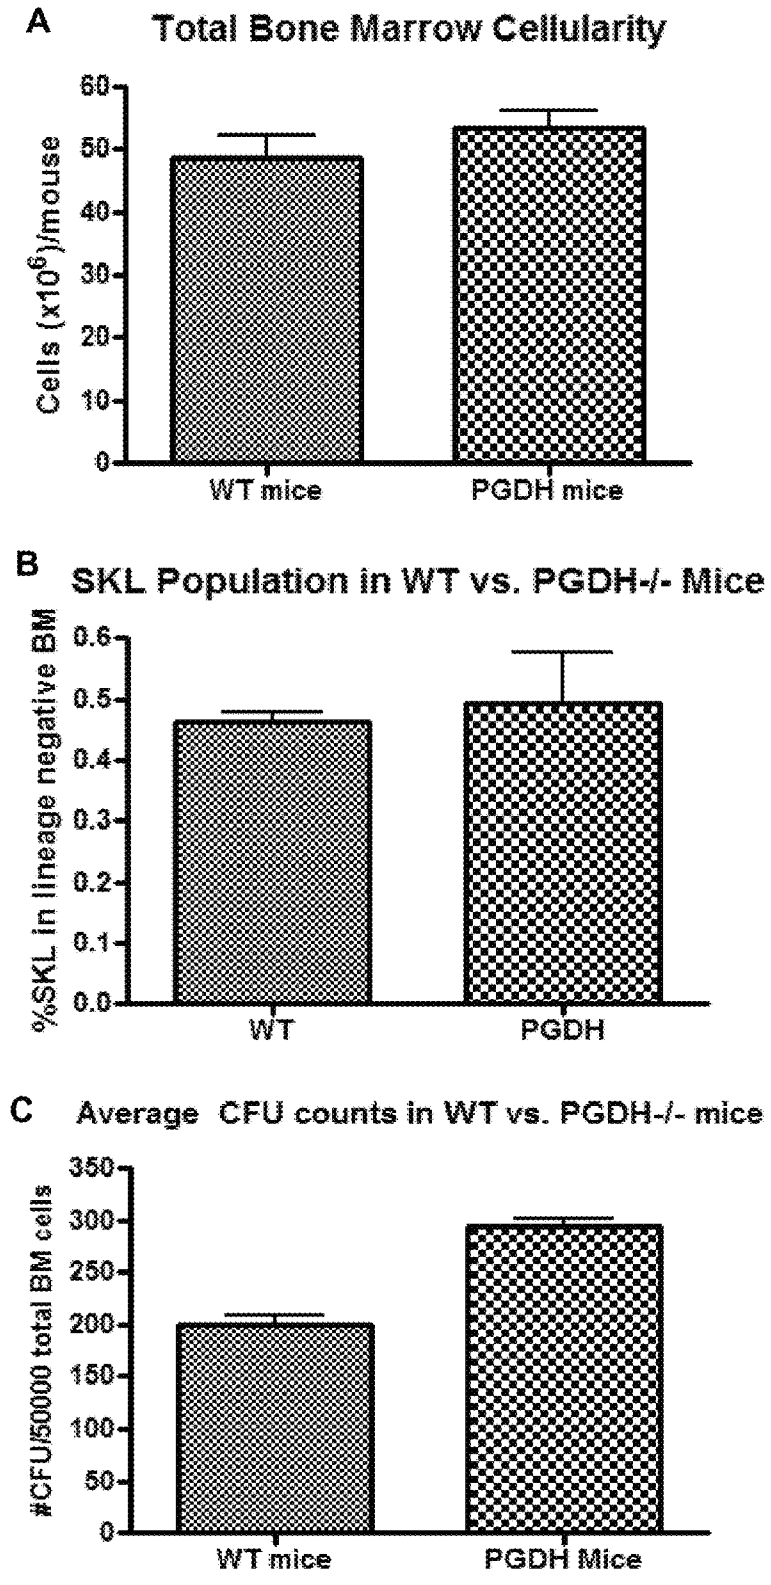 A
Total Bone Marrow Cellularity
Cells (x10⁶)/mouse
60
50
40
30
20
10
0
WT mice
PGDH mice
B
SKL Population in WT vs. PGDH-/- Mice
%SKL in lineage negative BM
0.6
0.5
0.4
0.3
0.2
0.1
0.0
WT
PGDH
C
Average CFU counts in WT vs. PGDH-/- mice
#CFU/50000 total BM cells
350
300
250
200
150
100
50
0
WT mice
PGDH Mice